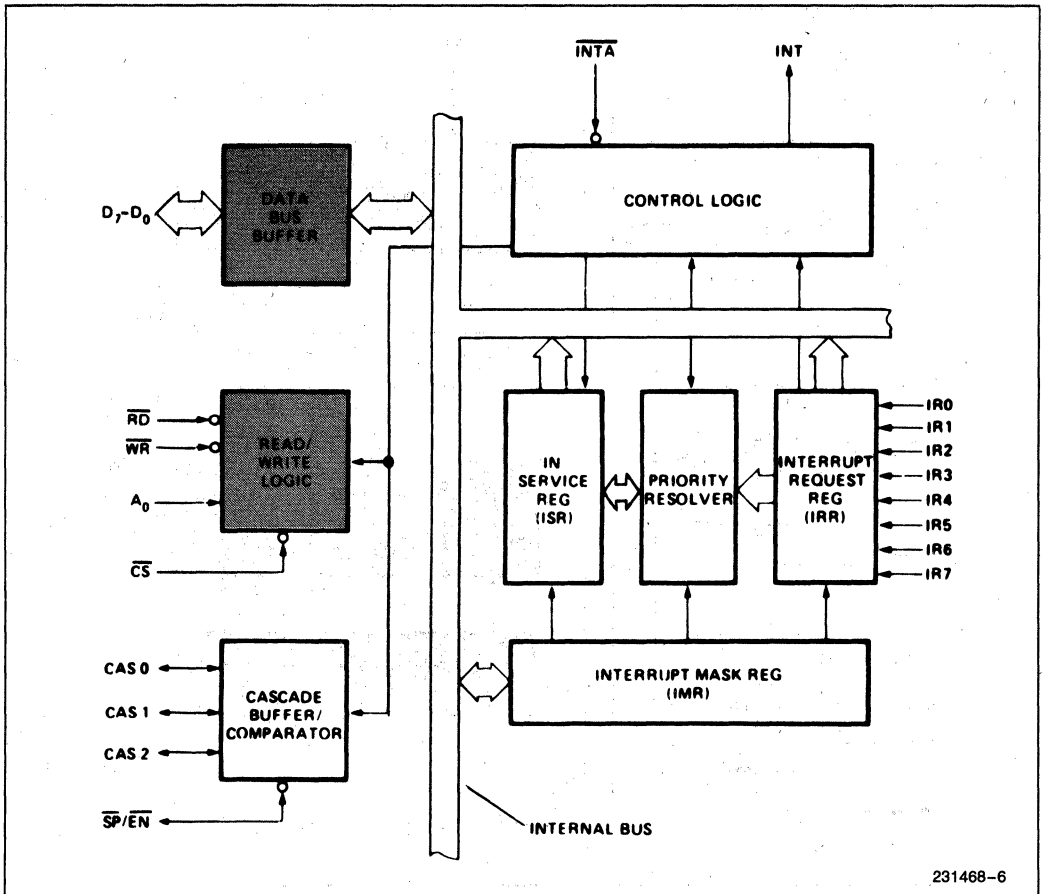 INTA
INT
CONTROL LOGIC
D7-D0
DATA
BUS
BUFFER
RD
WR
A0
CS
READ/
WRITE
LOGIC
IN
SERVICE
REG
(ISR)
PRIORITY
RESOLVER
INTERRUPT
REQUEST
REG
(IRR)
IR0
IR1
IR2
IR3
IR4
IR5
IR6
IR7
CAS 0
CAS 1
CAS 2
SP/EN
CASCADE
BUFFER/
COMPARATOR
INTERRUPT MASK REG
(IMR)
INTERNAL BUS
231468-6